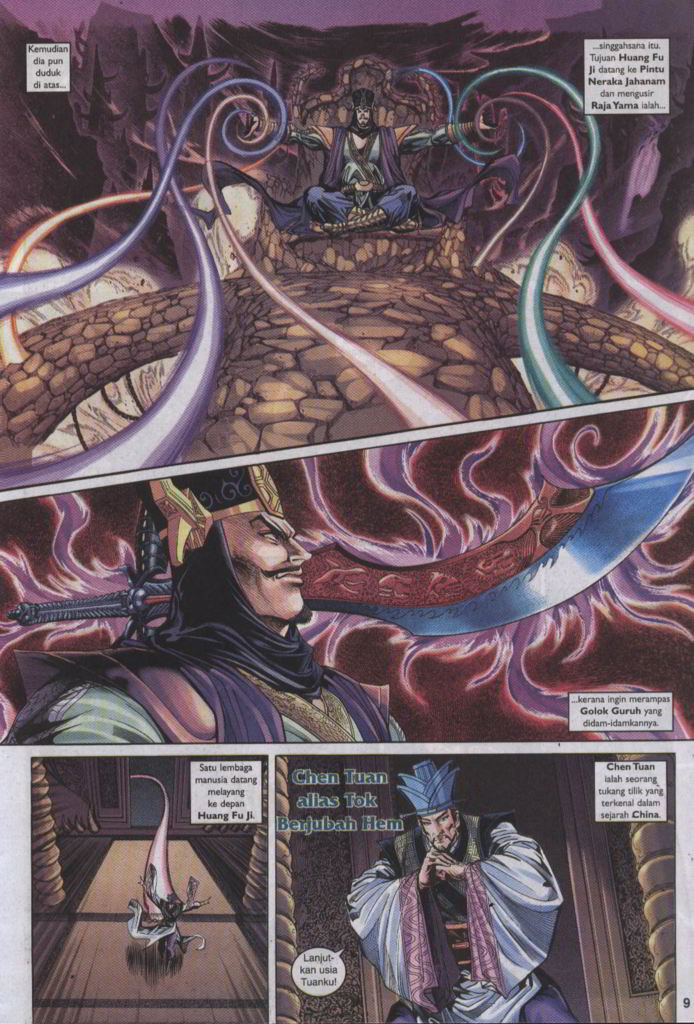 Kemudian
dia pun
duduk
di atas...
...singgahsana itu.
Tujuan Huang Fu
Ji datang ke Pintu
Neraka Jahanam
dan mengusir
Raja Yama ialah...
...kerana ingin merampas
Golok Guruh yang
didam-idamkannya.
Satu lembaga
manusia datang
melayang
ke depan
Huang Fu Ji.
Chen Tuan
alias Tok
Berjubah Hem
Chen Tuan
ialah seorang
tukang tilik yang
terkenal dalam
sejarah China.
Lanjut-
kan usia
Tuanku!
9